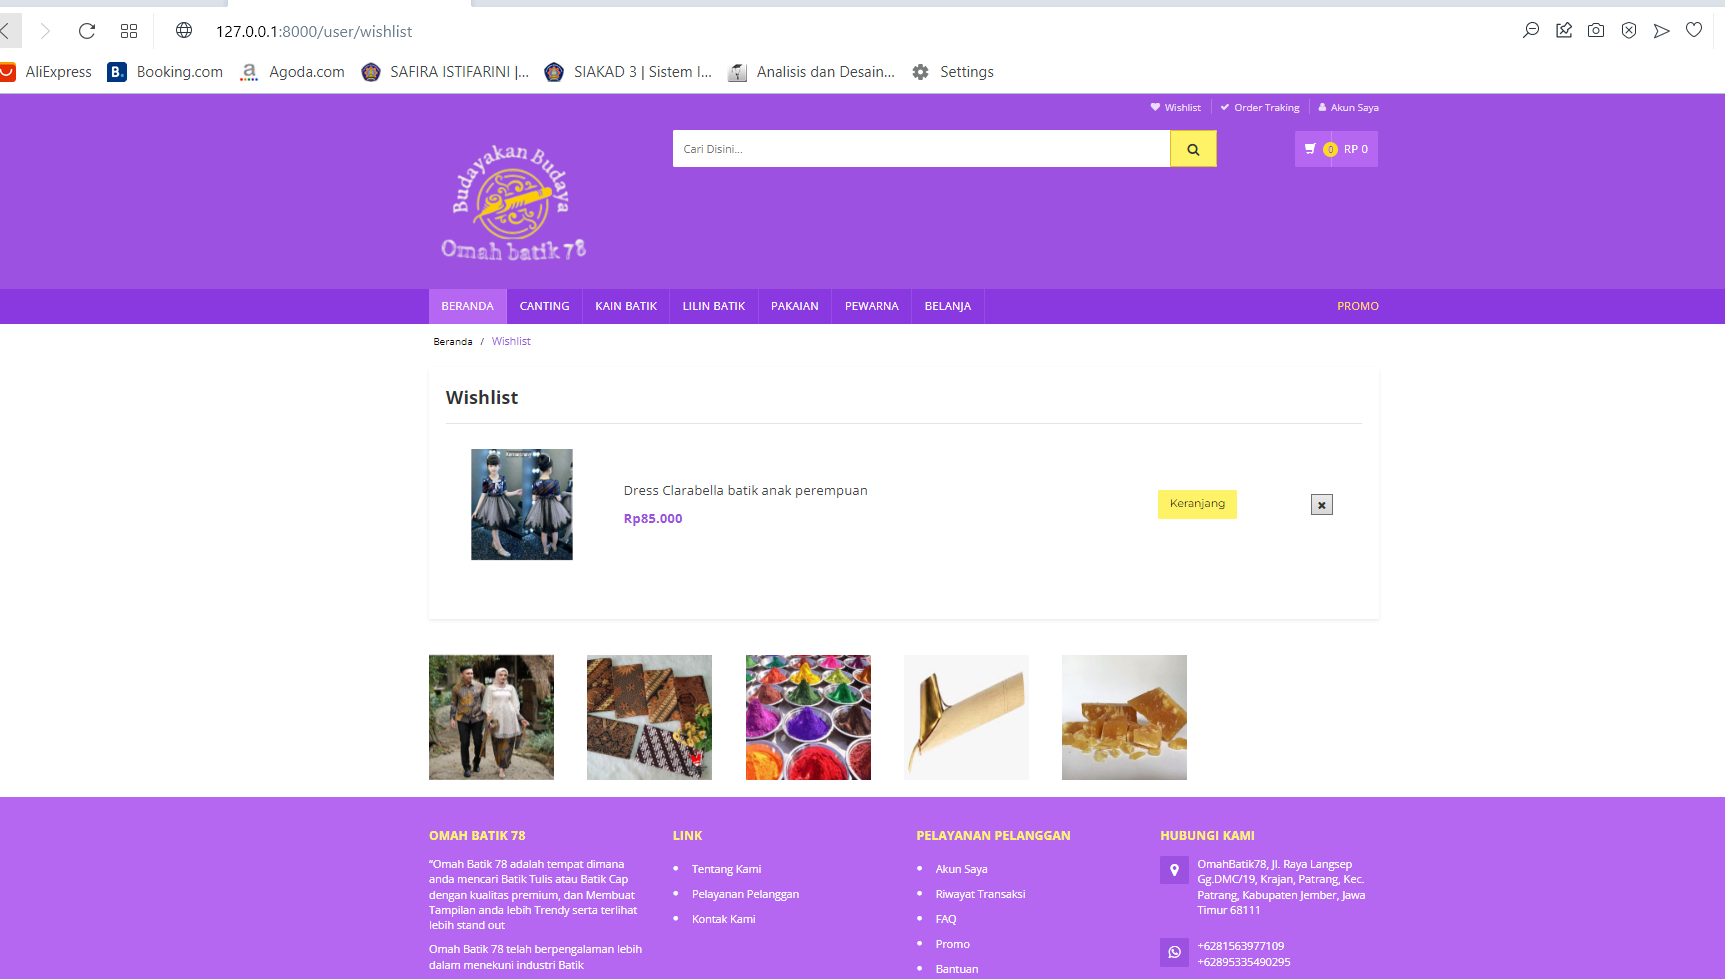 127.0.0.1:8000/user/wishlist
AliExpress
B. Booking.com
a Agoda.com
SAFIRA ISTIFARINI |...
SIAKAD 3 | Sistem I...
Analisis dan Desain...
Settings
Wishlist
Order Traking
Akun Saya
Budayakan Budaya
Omah batik 78
Cari Disini...
0
RP 0
BERANDA
CANTING
KAIN BATIK
LILIN BATIK
PAKAIAN
PEWARNA
BELANJA
PROMO
Beranda / Wishlist
Wishlist
Dress Clarabella batik anak perempuan
Rp85.000
Keranjang
OMAH BATIK 78
“Omah Batik 78 adalah tempat dimana
anda mencari Batik Tulis atau Batik Cap
dengan kualitas premium, dan Membuat
Tampilan anda lebih Trendy serta terlihat
lebih stand out
Omah Batik 78 telah berpengalaman lebih
dalam menekuni industri Batik
LINK
Tentang Kami
Pelayanan Pelanggan
Kontak Kami
PELAYANAN PELANGGAN
Akun Saya
Riwayat Transaksi
FAQ
Promo
Bantuan
HUBUNGI KAMI
OmahBatik78, Jl. Raya Langsep
Gg.DMC/19, Krajan, Patrang, Kec.
Patrang, Kabupaten Jember, Jawa
Timur 68111
+6281563977109
+62895335490295